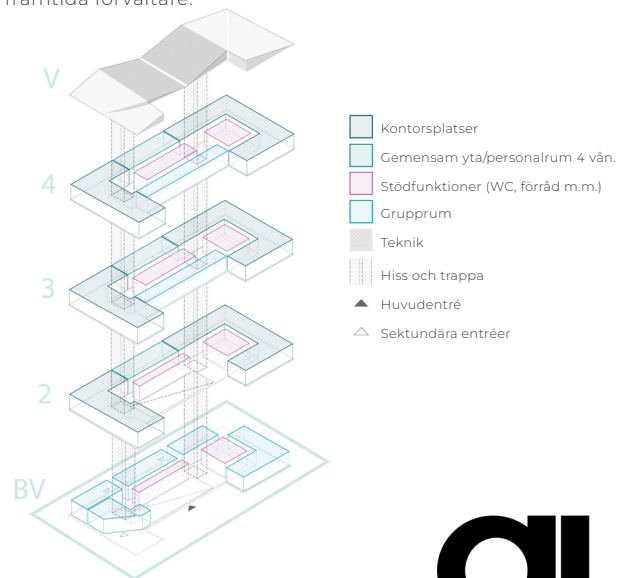 framtida förvaltare.
V
4
3
2
BV
Kontorsplatser
Gemensam yta/personalrum 4 vån.
Stödfunktioner (WC, förråd m.m.)
Grupprum
Teknik
Hiss och trappa
Huvudentré
Sektundära entréer